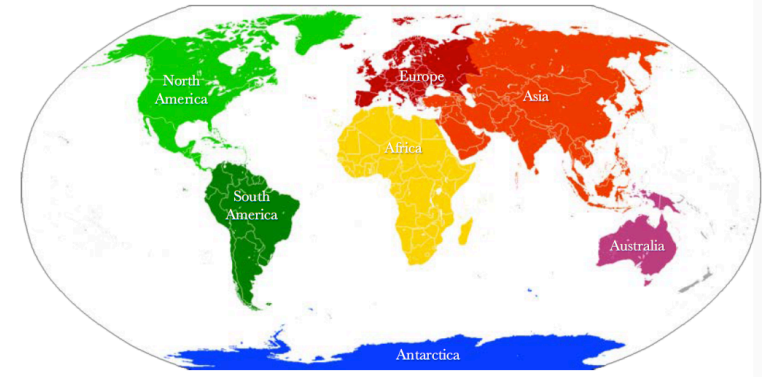 North
America
Europe
Asia
Africa
South
America
Australia
Antarctica